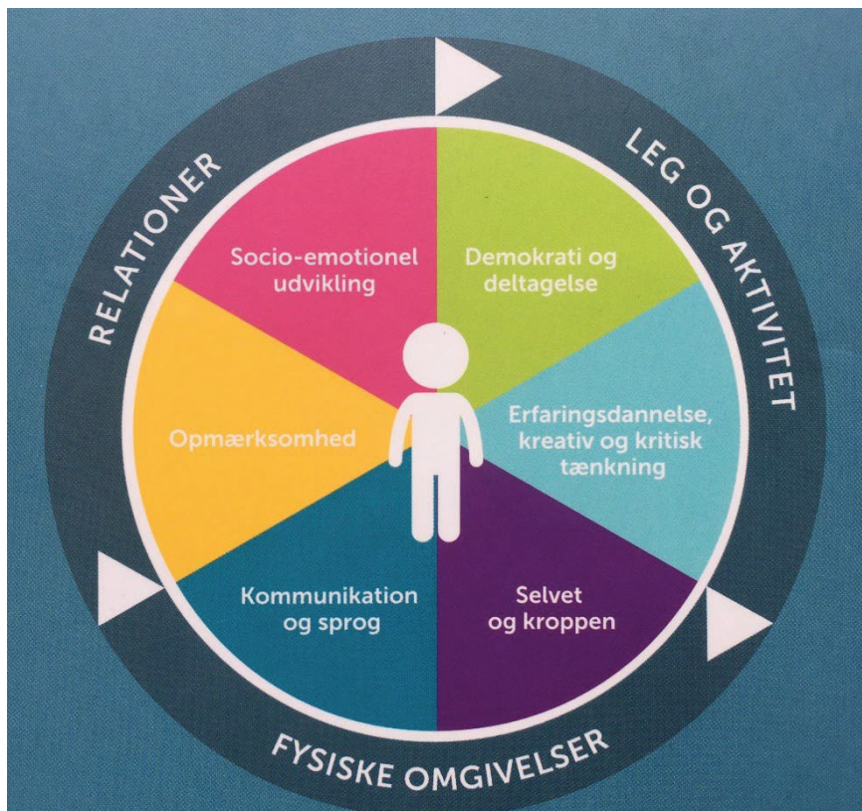 RELATIONER
LEG OG AKTIVITET
FYSISKE OMGIVELSER
Socio-emotionel
udvikling
Demokrati og
deltagelse
Opmærksomhed
Erfaringsdannelse,
kreativ og kritisk
tænkning
Kommunikation
og sprog
Selvet
og kroppen